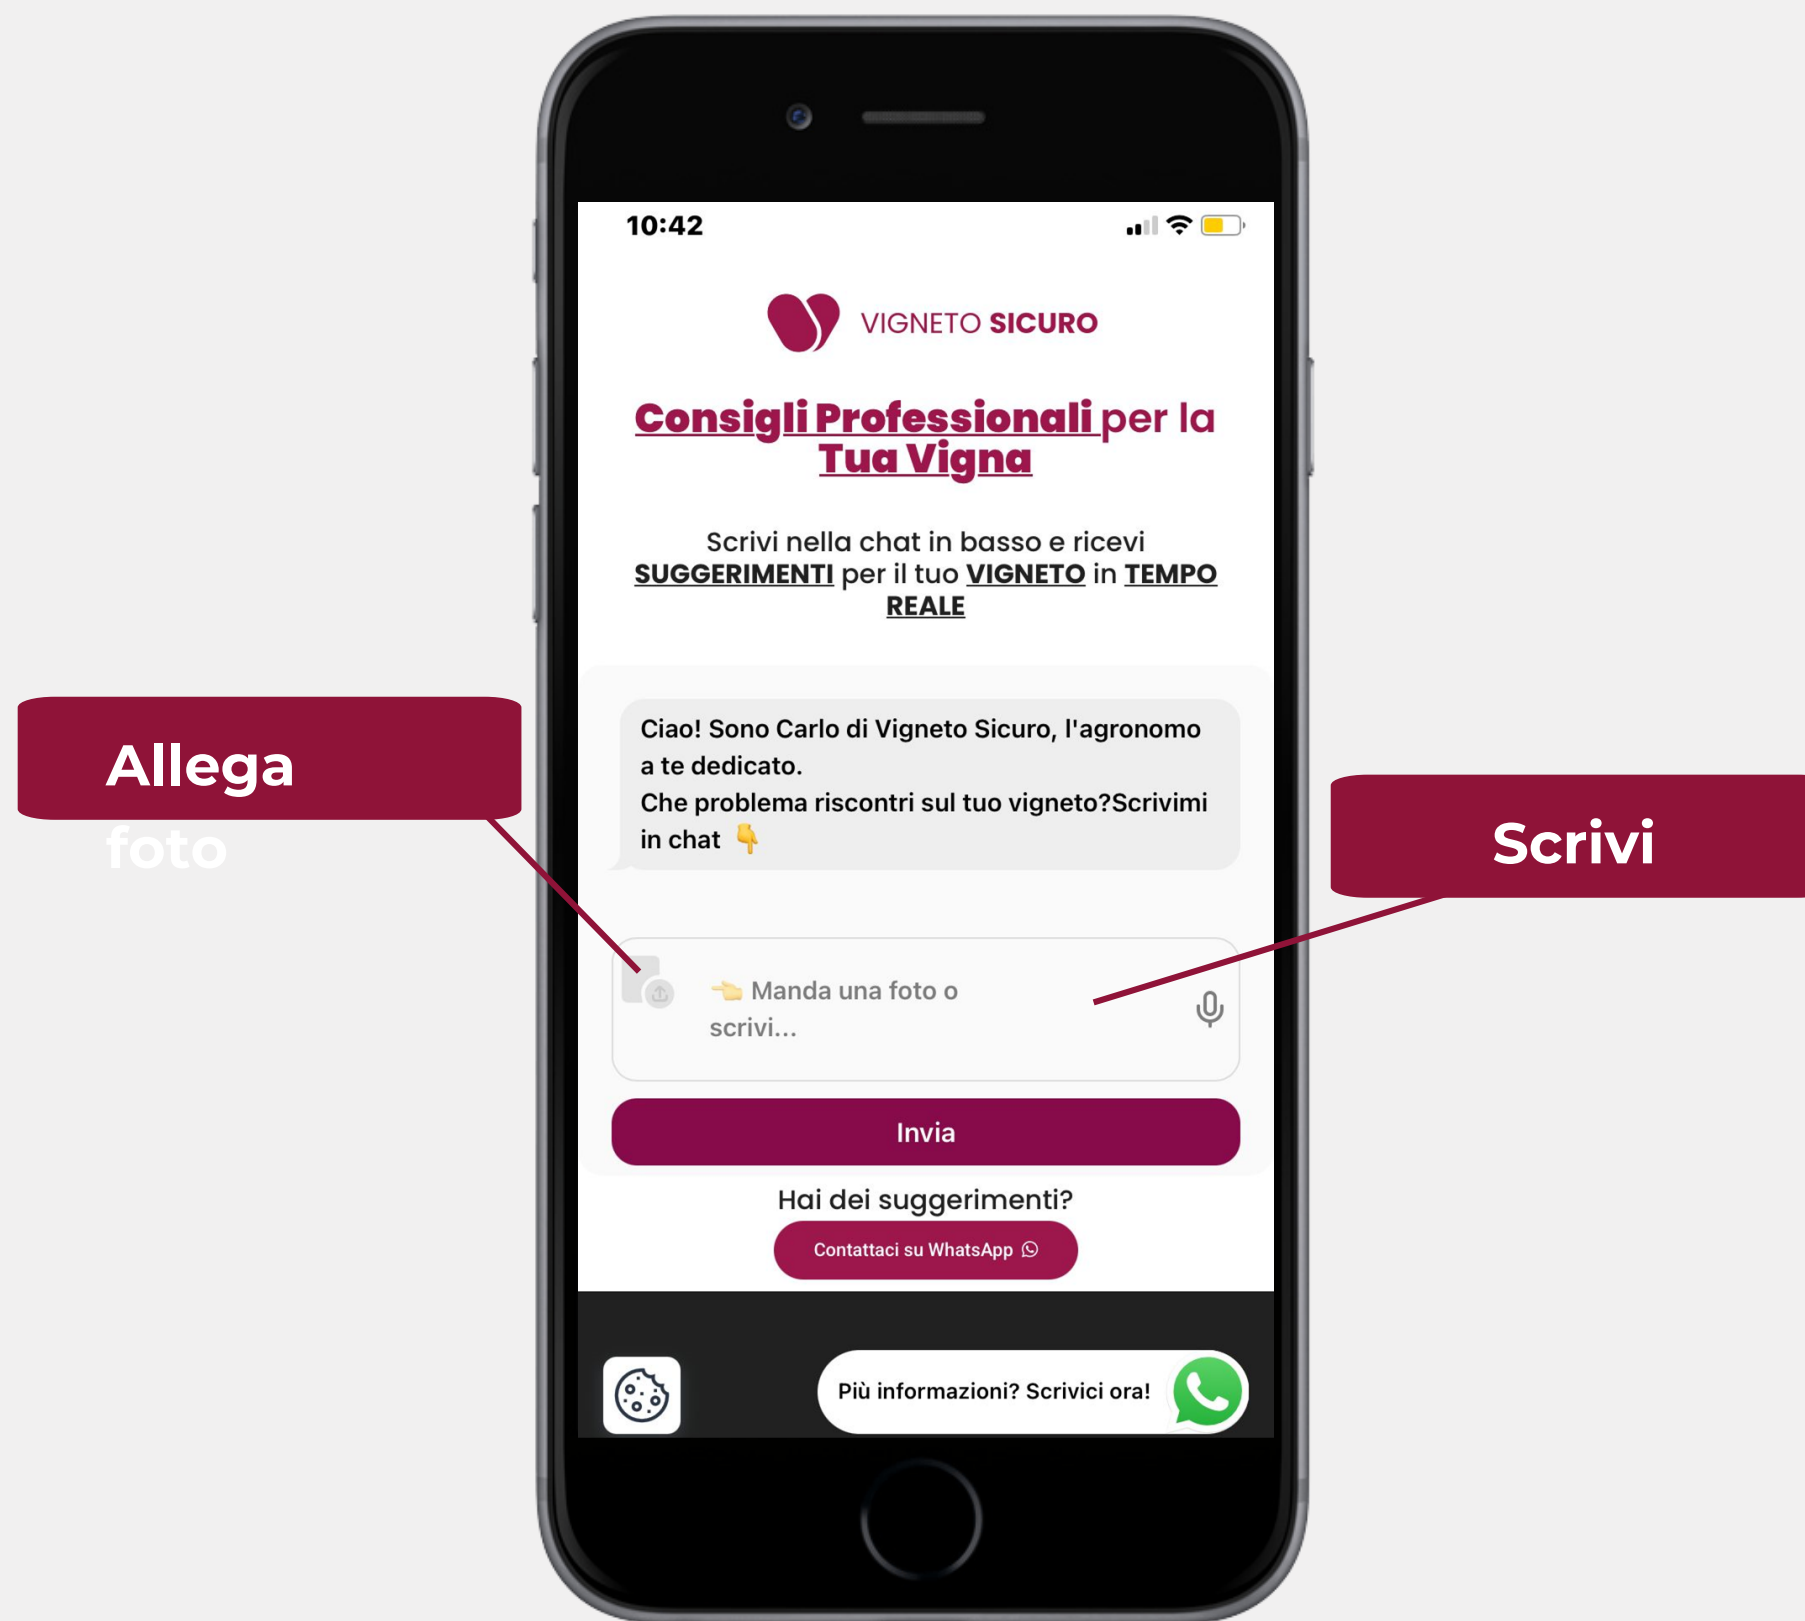 10:42
VIGNETO SICURO
Consigli Professionali per la
Tua Vigna
Scrivi nella chat in basso e ricevi
SUGGERIMENTI per il tuo VIGNETO in TEMPO
REALE
Allega
foto
Ciao! Sono Carlo di Vigneto Sicuro, l'agronomo
a te dedicato.
Che problema riscontri sul tuo vigneto?Scrivimi
in chat 👇
Scrivi
👈 Manda una foto o
scrivi...
Invia
Hai dei suggerimenti?
Contattaci su WhatsApp
Più informazioni? Scrivici ora!